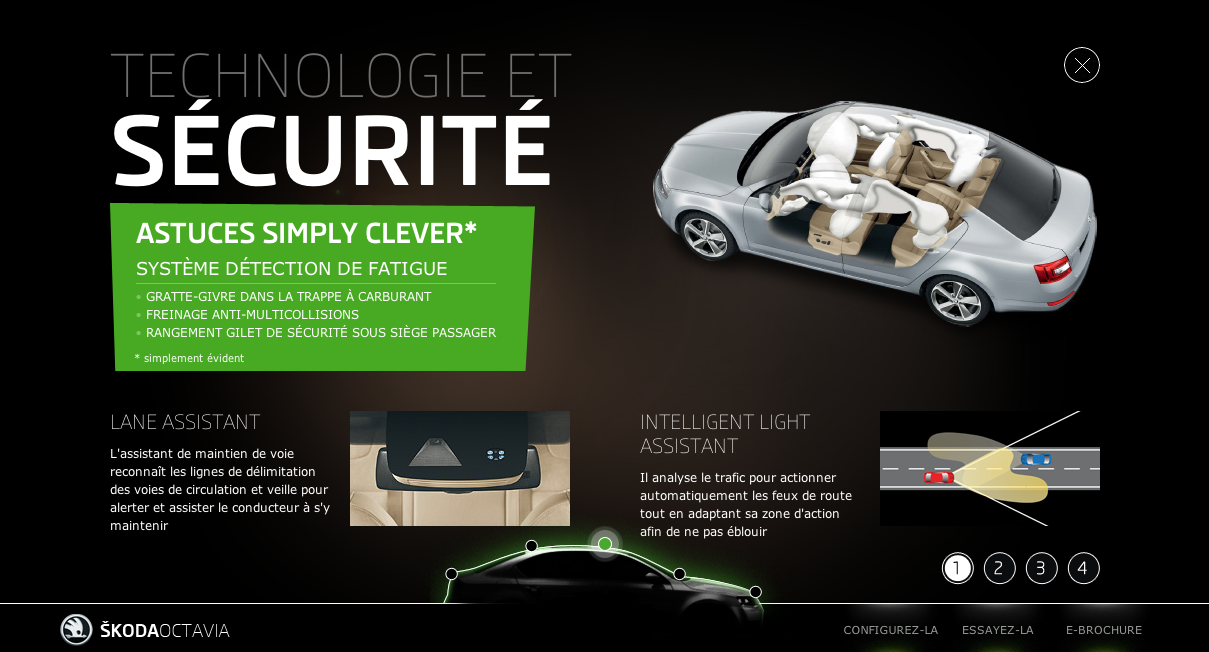 TECHNOLOGIE ET
SÉCURITÉ
ASTUCES SIMPLY CLEVER*
SYSTÈME DÉTECTION DE FATIGUE
• GRATTE-GIVRE DANS LA TRAPPE À CARBURANT
• FREINAGE ANTI-MULTICOLLISIONS
• RANGEMENT GILET DE SÉCURITÉ SOUS SIÈGE PASSAGER
* simplement évident
LANE ASSISTANT
L'assistant de maintien de voie
reconnaît les lignes de délimitation
des voies de circulation et veille pour
alerter et assister le conducteur à s'y
maintenir
INTELLIGENT LIGHT
ASSISTANT
Il analyse le trafic pour actionner
automatiquement les feux de route
tout en adaptant sa zone d'action
afin de ne pas éblouir
1 2 3 4
ŠKODAOCTAVIA
CONFIGUREZ-LA ESSAYEZ-LA E-BROCHURE